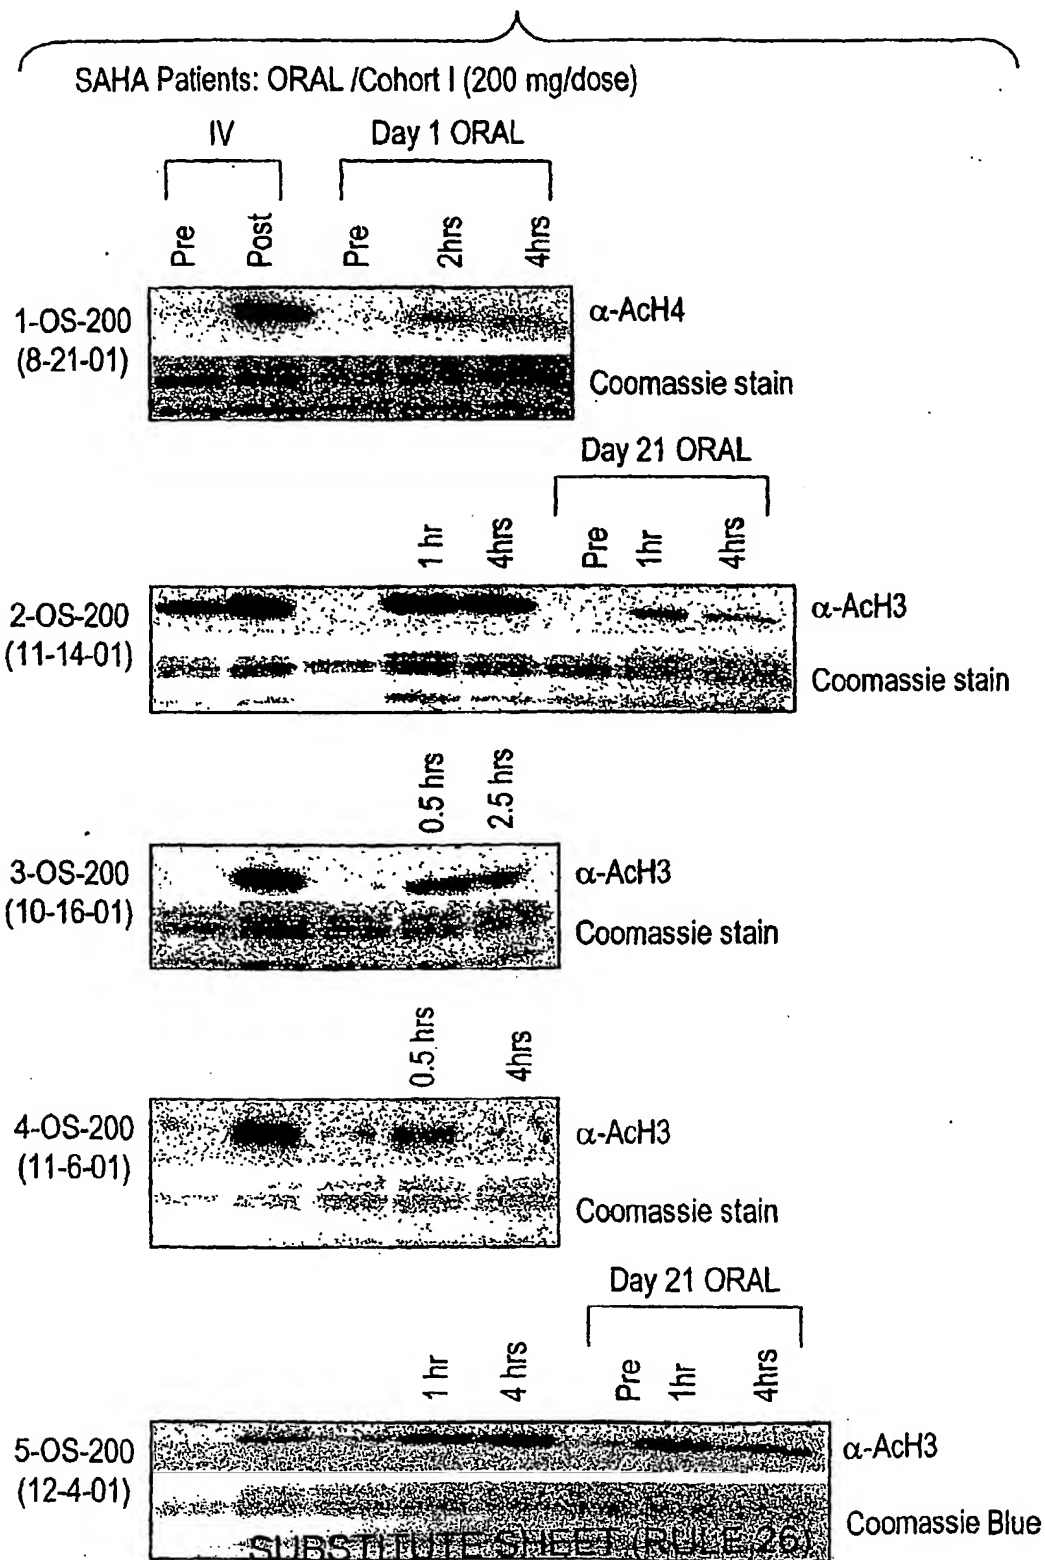 SAHA Patients: ORAL /Cohort I (200 mg/dose)
IV
Day 1 ORAL
Pre
Post
Pre
2hrs
4hrs
1-OS-200
(8-21-01)
α-AcH4
Coomassie stain
Day 21 ORAL
1 hr
4hrs
Pre
1hr
4hrs
2-OS-200
(11-14-01)
α-AcH3
Coomassie stain
0.5 hrs
2.5 hrs
3-OS-200
(10-16-01)
α-AcH3
Coomassie stain
0.5 hrs
4hrs
4-OS-200
(11-6-01)
α-AcH3
Coomassie stain
Day 21 ORAL
1 hr
4 hrs
Pre
1hr
4hrs
5-OS-200
(12-4-01)
α-AcH3
Coomassie Blue
SUBSTITUTE SHEET (RULE 26)